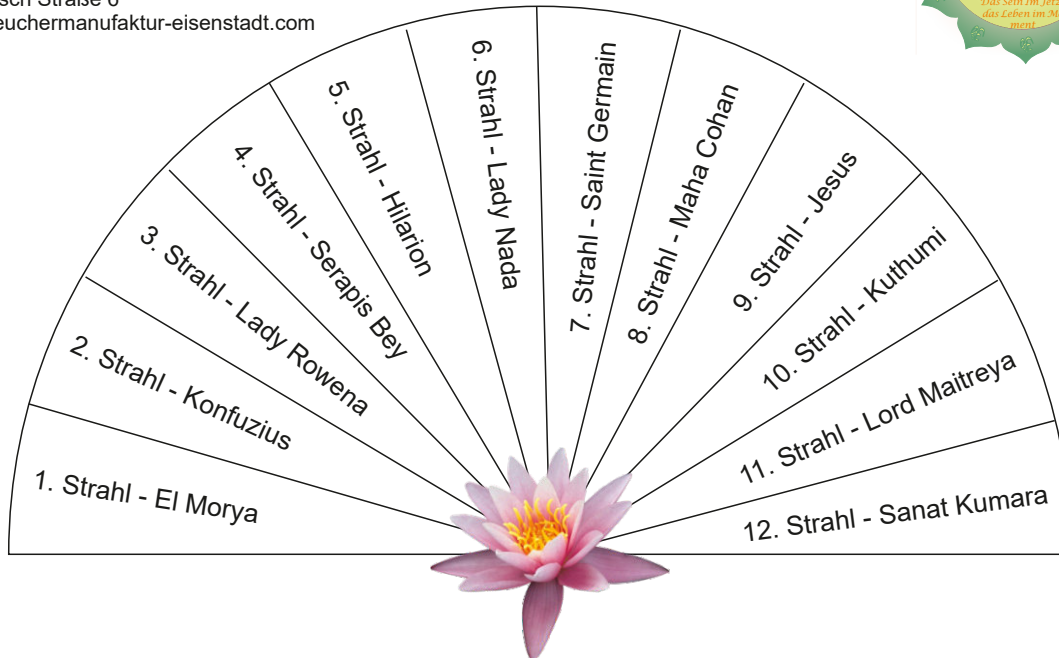 sch Straße 6
euchermanufaktur-eisenstadt.com
Das Sein Im Jetz
das Leben im Mo
ment
1. Strahl - El Morya
2. Strahl - Konfuzius
3. Strahl - Lady Rowena
4. Strahl - Serapis Bey
5. Strahl - Hilarion
6. Strahl - Lady Nada
7. Strahl - Saint Germain
8. Strahl - Maha Cohan
9. Strahl - Jesus
10. Strahl - Kuthumi
11. Strahl - Lord Maitreya
12. Strahl - Sanat Kumara